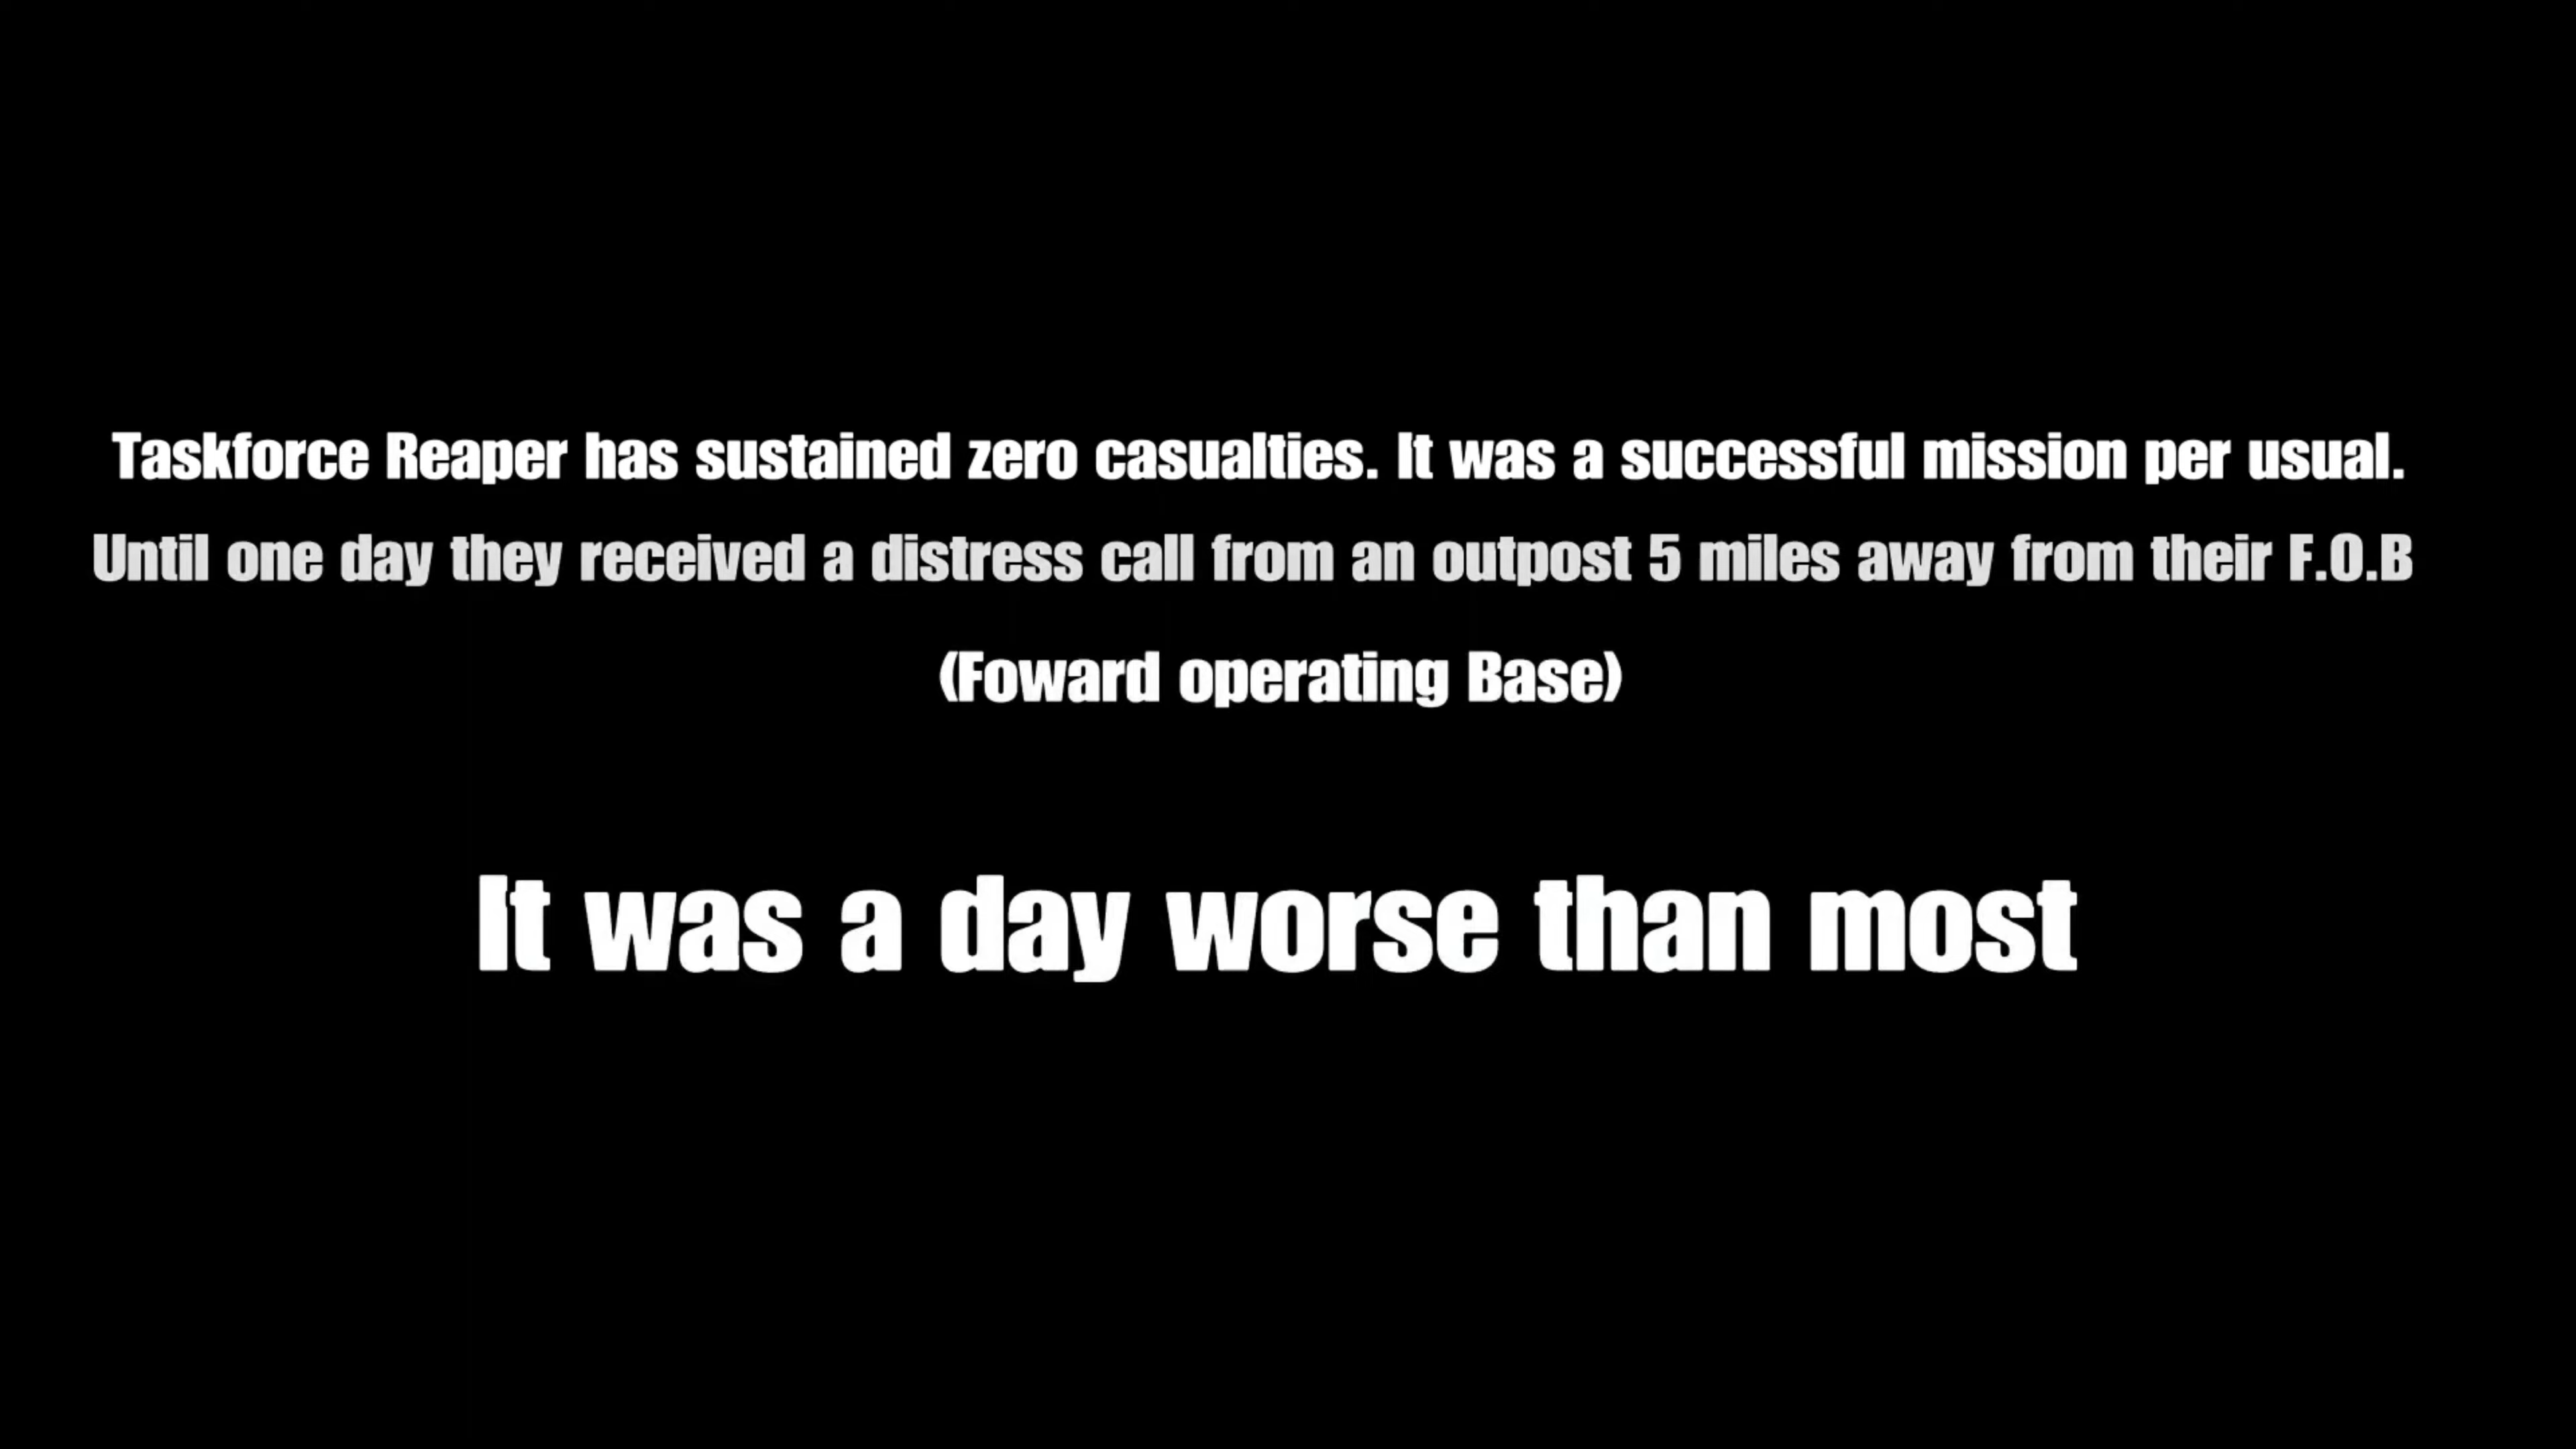 Taskforce Reaper has sustained zero casualties. It was a successful mission per usual.
Until one day they received a distress call from an outpost 5 miles away from their F.O.B
(Foward operating Base)
It was a day worse than most